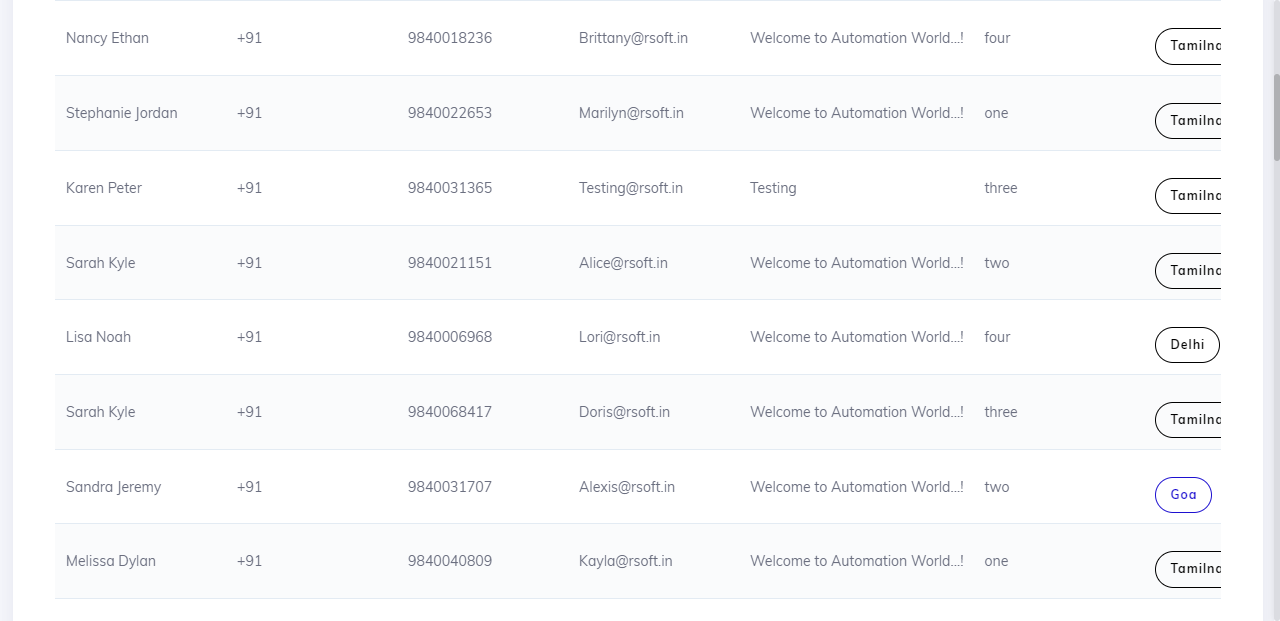 Nancy Ethan +91 9840018236 Brittany@rsoft.in Welcome to Automation World...! four Tamilna
Stephanie Jordan +91 9840022653 Marilyn@rsoft.in Welcome to Automation World...! one Tamilna
Karen Peter +91 9840031365 Testing@rsoft.in Testing three Tamilna
Sarah Kyle +91 9840021151 Alice@rsoft.in Welcome to Automation World...! two Tamilna
Lisa Noah +91 9840006968 Lori@rsoft.in Welcome to Automation World...! four Delhi
Sarah Kyle +91 9840068417 Doris@rsoft.in Welcome to Automation World...! three Tamilna
Sandra Jeremy +91 9840031707 Alexis@rsoft.in Welcome to Automation World...! two Goa
Melissa Dylan +91 9840040809 Kayla@rsoft.in Welcome to Automation World...! one Tamilna